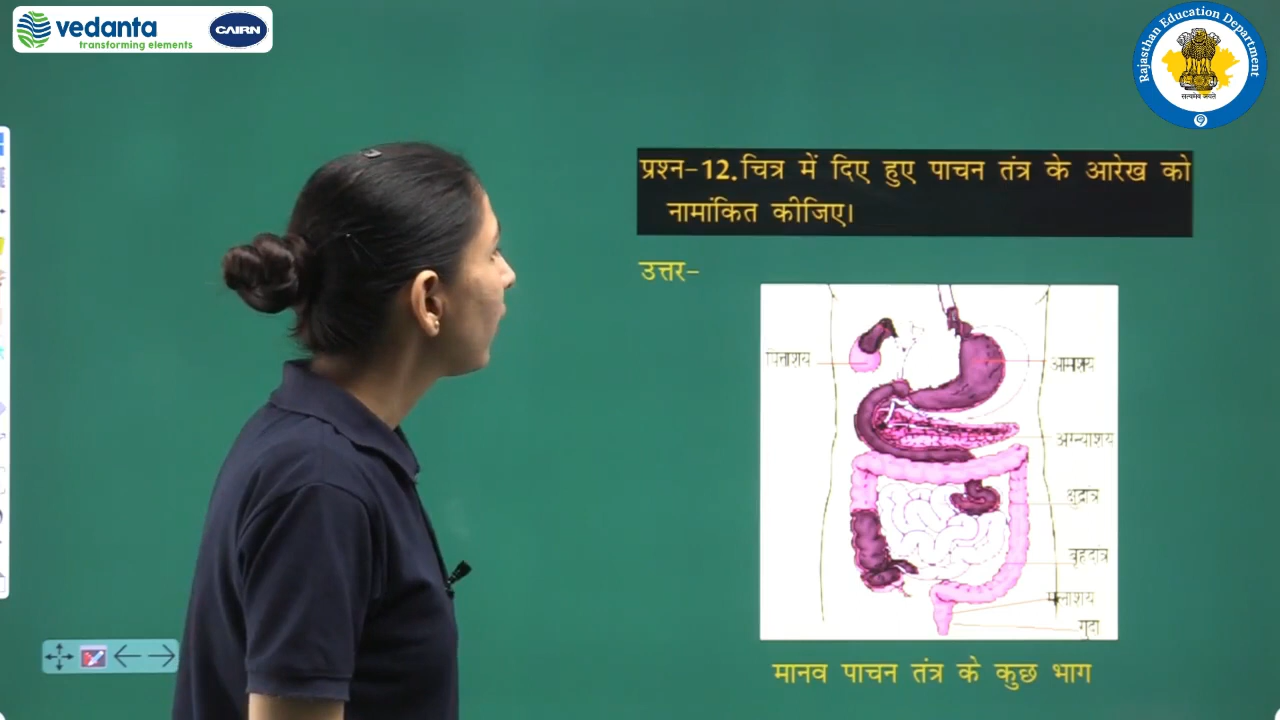 vedanta
transforming elements
CAIRN
Rajasthan Education Department
सत्यमेव जयते
प्रश्न-12. चित्र में दिए हुए पाचन तंत्र के आरेख को
नामांकित कीजिए।
उत्तर-
पित्ताशय
आमाशय
अग्न्याशय
क्षुद्रांत्र
बृहदांत्र
मलाशय
गुदा
मानव पाचन तंत्र के कुछ भाग